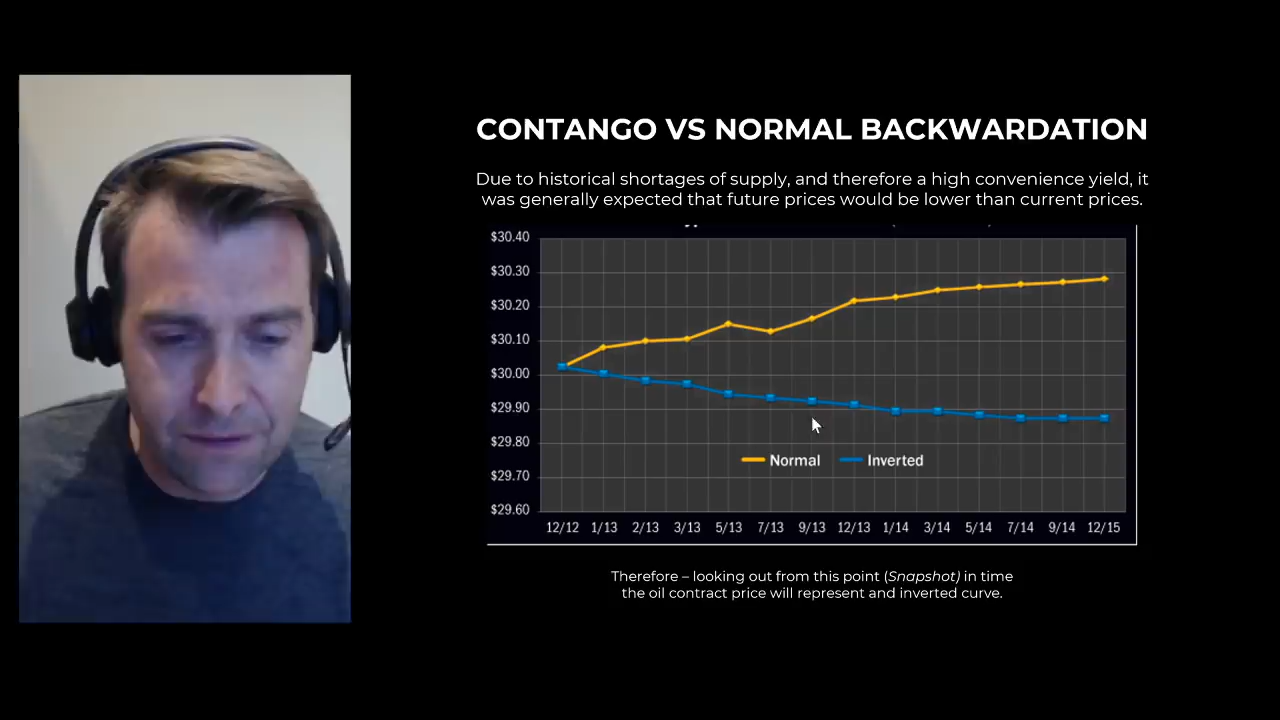 CONTANGO VS NORMAL BACKWARDATION
Due to historical shortages of supply, and therefore a high convenience yield, it
was generally expected that future prices would be lower than current prices.
$30.40
$30.30
$30.20
$30.10
$30.00
$29.90
$29.80
$29.70
$29.60
Normal Inverted
12/12 1/13 2/13 3/13 5/13 7/13 9/13 12/13 1/14 3/14 5/14 7/14 9/14 12/15
Therefore – looking out from this point (Snapshot) in time
the oil contract price will represent and inverted curve.